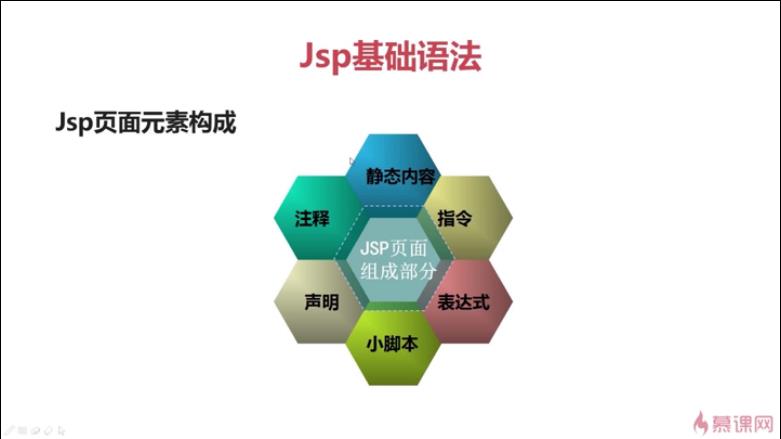 Jsp基础语法
Jsp页面元素构成
静态内容
注释
指令
JSP页面
组成部分
声明
表达式
小脚本
慕课网